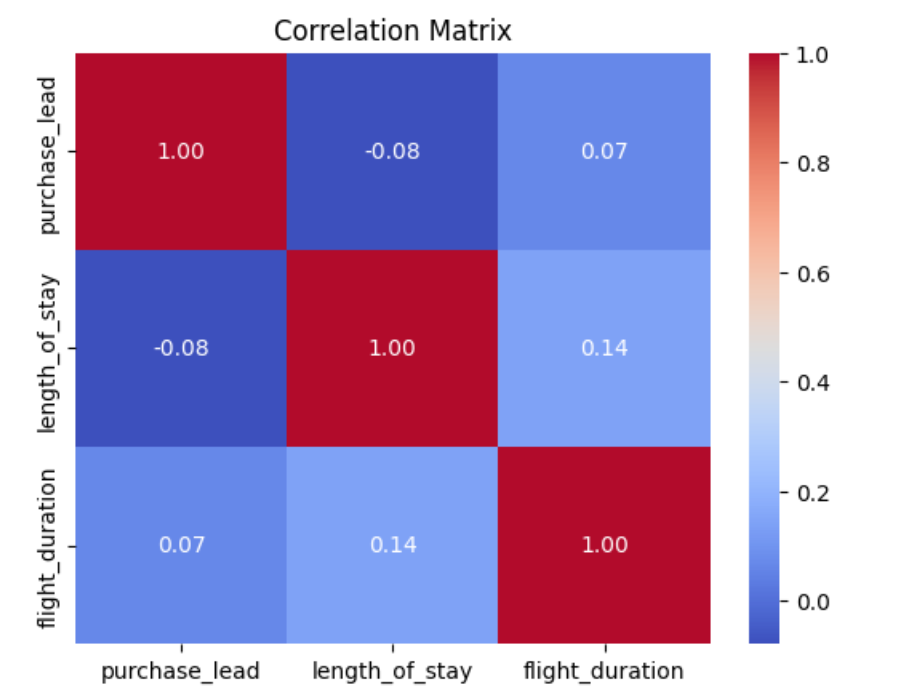 Correlation Matrix
purchase_lead
1.00
-0.08
0.07
length_of_stay
-0.08
1.00
0.14
flight_duration
0.07
0.14
1.00
purchase_lead
length_of_stay
flight_duration
1.0
0.8
0.6
0.4
0.2
0.0